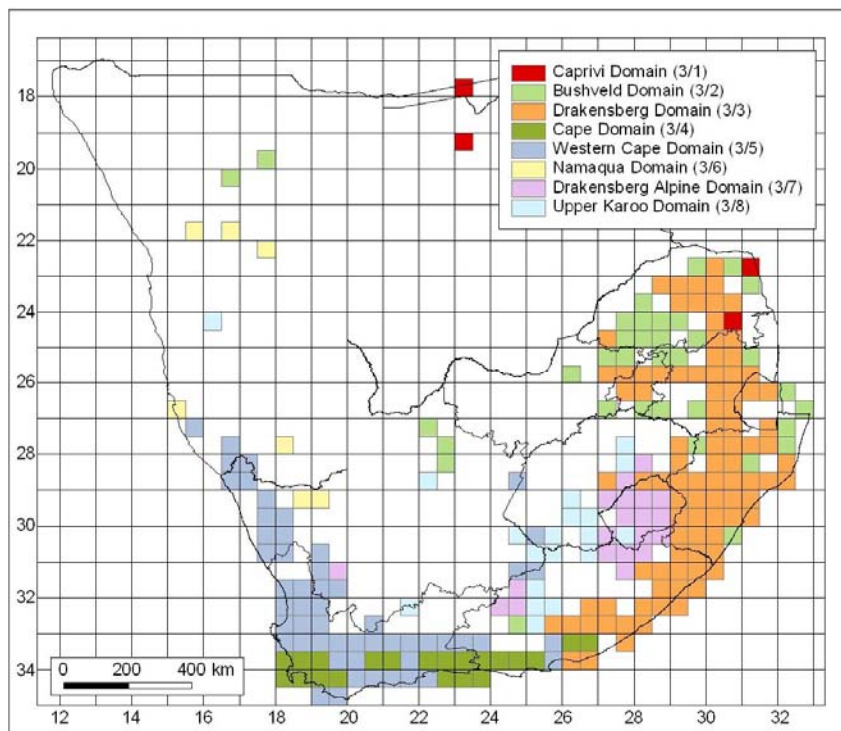 Caprivi Domain (3/1)
Bushveld Domain (3/2)
Drakensberg Domain (3/3)
Cape Domain (3/4)
Western Cape Domain (3/5)
Namaqua Domain (3/6)
Drakensberg Alpine Domain (3/7)
Upper Karoo Domain (3/8)
18
20
22
24
26
28
30
32
34
0 200 400 km
12 14 16 18 20 22 24 26 28 30 32